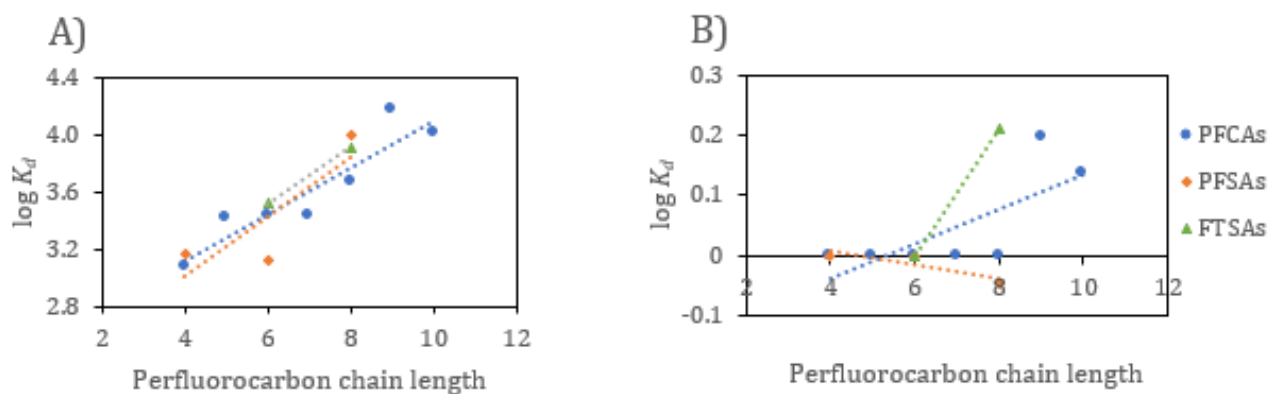 A)
4.4
4.0
3.6
3.2
2.8
log Kd
2 4 6 8 10 12
Perfluorocarbon chain length
B)
0.3
0.2
0.1
0
-0.1
log Kd
2 4 6 8 10 12
Perfluorocarbon chain length
PFCAs
PFSAs
FTSAs